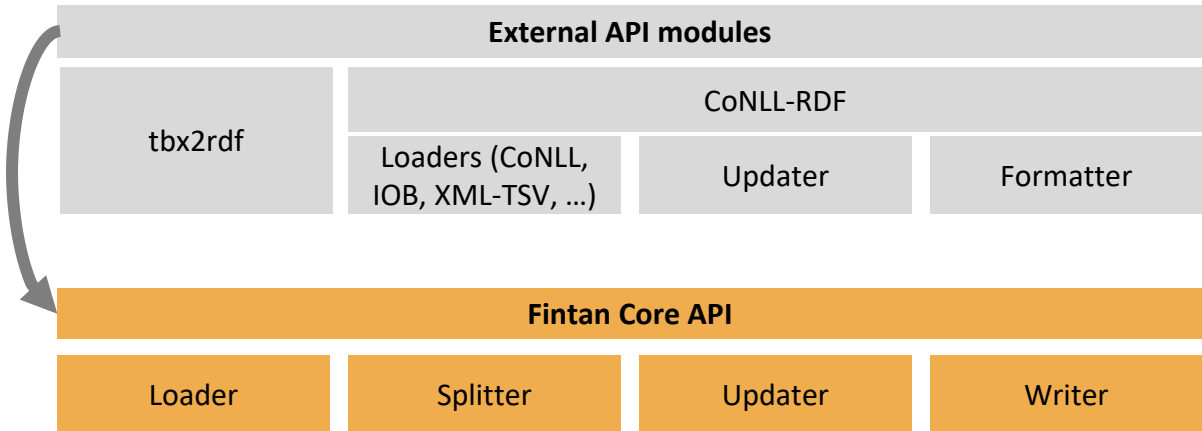 External API modules
tbx2rdf
CoNLL-RDF
Loaders (CoNLL,
IOB, XML-TSV, …)
Updater
Formatter
Fintan Core API
Loader
Splitter
Updater
Writer